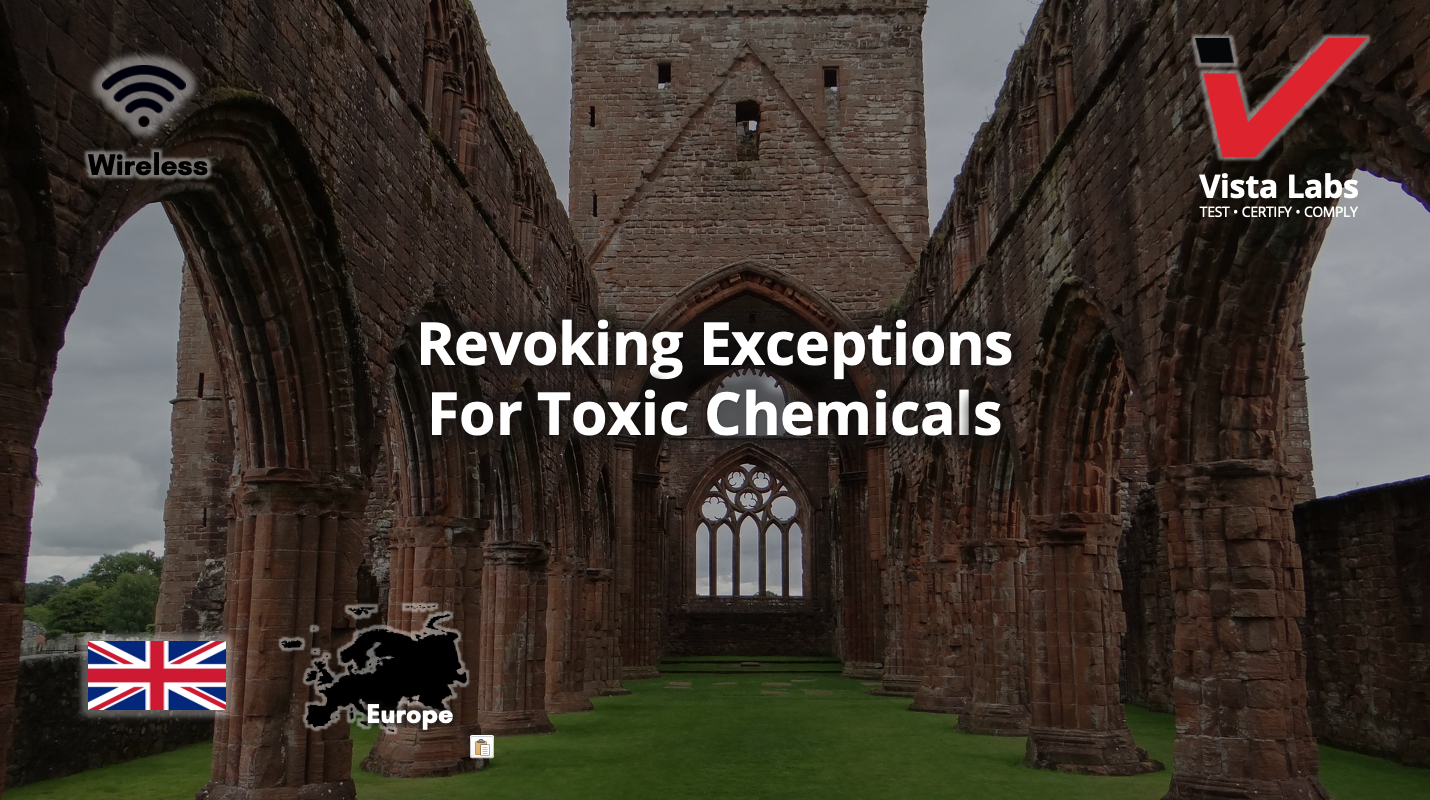 Wireless
Vista Labs
TEST • CERTIFY • COMPLY
Revoking Exceptions
For Toxic Chemicals
Europe